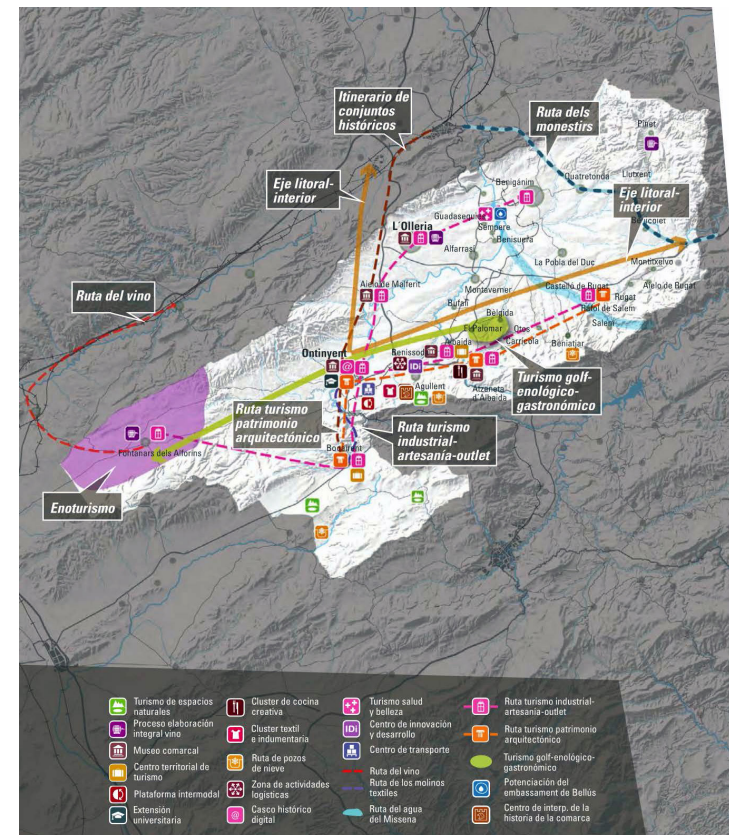 Itinerario de
conjuntos
históricos
Ruta dels
monestirs
Pinet
Eje litoral-
interior
Quatretonda
Llutxent
Benigánim
Eje litoral-
interior
Guadasequies
L'Olleria
Sempere
Benicolet
Benisuera
Alfarrasí
La Pobla del Duc
Montitxelvo
Ruta del vino
Aielo de Malferit
Montaverner
Castelló de Rugat
Aielo de Rugat
Rugat
Bufali
Ráfol de Salem
Bèlgida
Salem
El Palomar
Otos
Ontinyent
Benissoda
Albaida
Carrícola
Beniatjar
IDi
Agullent
Atzaneta
d'Albaida
Turismo golf-
enológico-
gastronómico
Ruta turismo
patrimonio
arquitectónico
Ruta turismo
industrial-
artesanía-outlet
Bocairent
Fontanars dels Alforins
Enoturismo
Turismo de espacios
naturales
Proceso elaboración
integral vino
Museo comarcal
Centro territorial de
turismo
Plataforma intermodal
Extensión
universitaria
Cluster de cocina
creativa
Cluster textil
e indumentaria
Ruta de pozos
de nieve
Zona de actividades
logísticas
Casco histórico
digital
Turismo salud
y belleza
IDi
Centro de innovación
y desarrollo
Centro de transporte
Ruta del vino
Ruta de los molinos
textiles
Ruta del agua
del Missena
Ruta turismo industrial-
artesanía-outlet
Ruta turismo patrimonio
arquitectónico
Turismo golf-enológico-
gastronómico
Potenciación del
embassament de Bellús
Centro de interp. de la
historia de la comarca